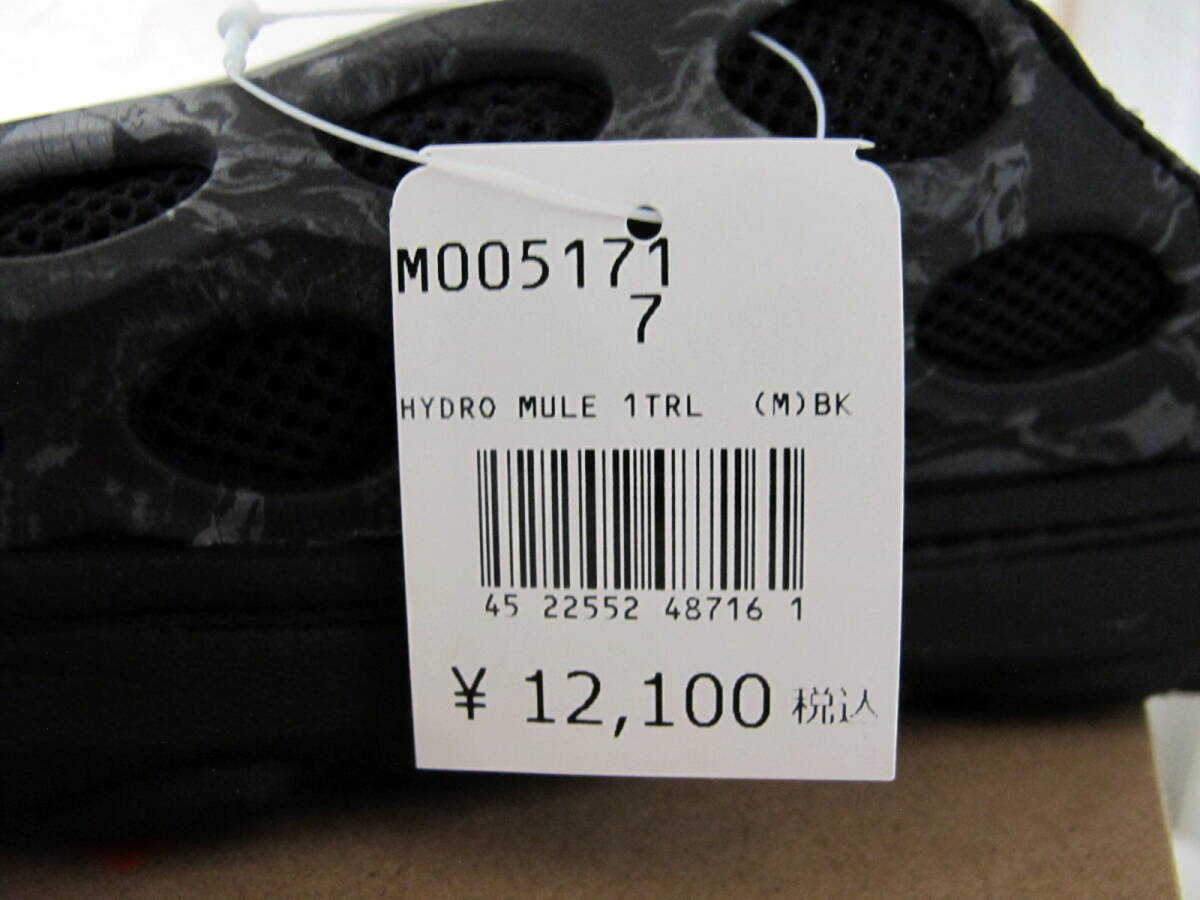 M005171
7
HYDRO MULE 1TRL (M)BK
45 22552 48716 1
¥ 12,100 税込